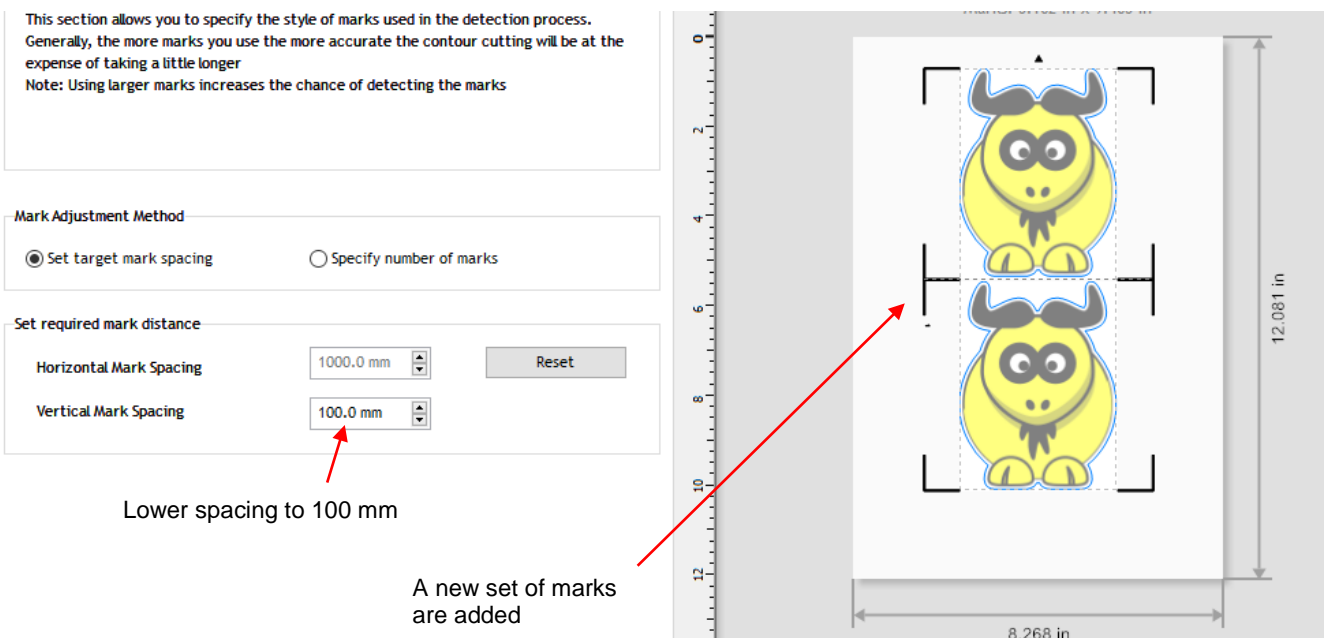 This section allows you to specify the style of marks used in the detection process.
Generally, the more marks you use the more accurate the contour cutting will be at the
expense of taking a little longer
Note: Using larger marks increases the chance of detecting the marks
Mark Adjustment Method
Set target mark spacing
Specify number of marks
Set required mark distance
Horizontal Mark Spacing
1000.0 mm
Reset
Vertical Mark Spacing
100.0 mm
Lower spacing to 100 mm
A new set of marks
are added
0
2
4
6
8
10
12
12.081 in
8.268 in